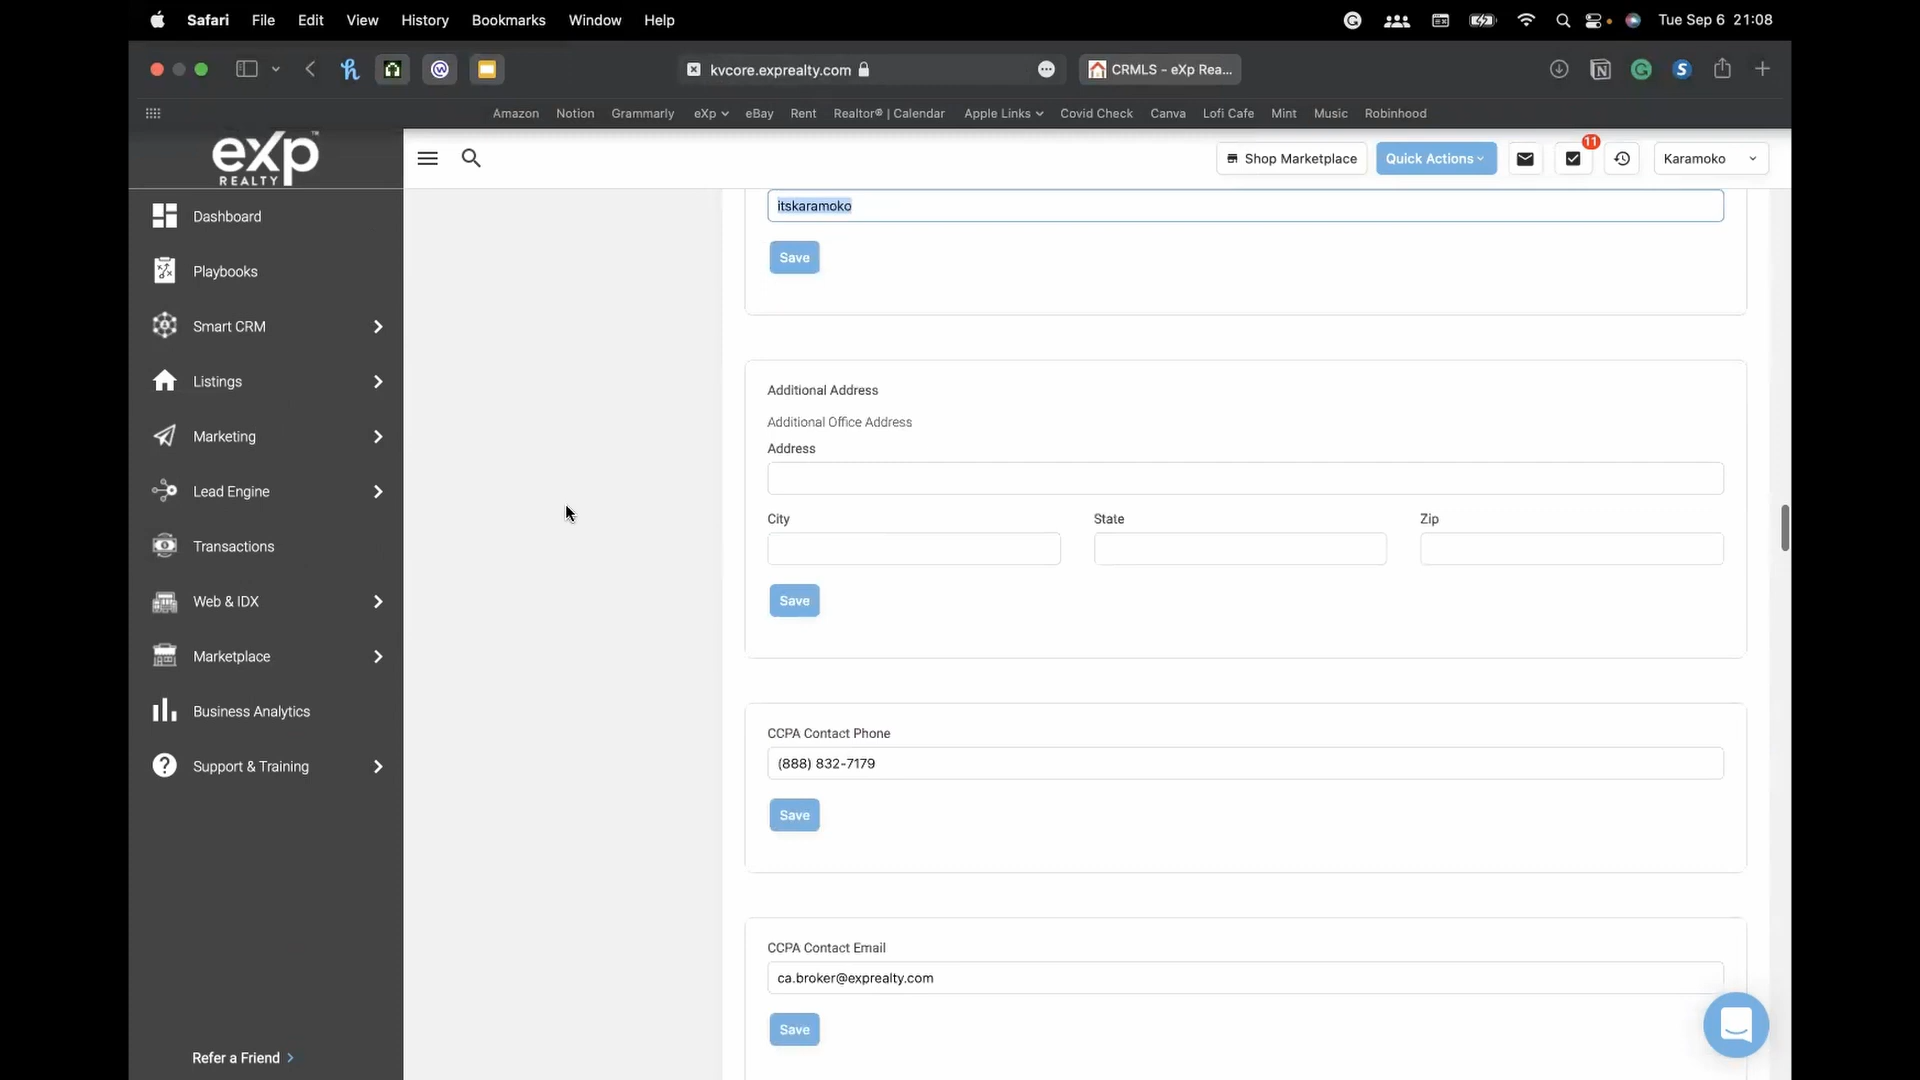 Safari File Edit View History Bookmarks Window Help Tue Sep 6 21:08
kvcore.exprealty.com CRMLS - eXp Rea...
Amazon Notion Grammarly eXp eBay Rent Realtor® | Calendar Apple Links Covid Check Canva Lofi Cafe Mint Music Robinhood
eXp™
REALTY
Shop Marketplace Quick Actions 11 Karamoko
Dashboard
Playbooks
Smart CRM
Listings
Marketing
Lead Engine
Transactions
Web & IDX
Marketplace
Business Analytics
Support & Training
Refer a Friend
itskaramoko
Save
Additional Address
Additional Office Address
Address
City State Zip
Save
CCPA Contact Phone
(888) 832-7179
Save
CCPA Contact Email
ca.broker@exprealty.com
Save